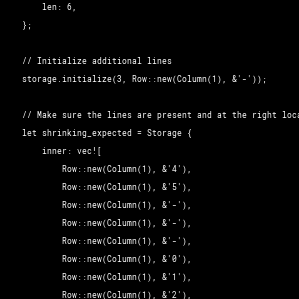 len: 6,
};
// Initialize additional lines
storage.initialize(3, Row::new(Column(1), &'-'));
// Make sure the lines are present and at the right loca
let shrinking_expected = Storage {
inner: vec![
Row::new(Column(1), &'4'),
Row::new(Column(1), &'5'),
Row::new(Column(1), &'-'),
Row::new(Column(1), &'-'),
Row::new(Column(1), &'-'),
Row::new(Column(1), &'0'),
Row::new(Column(1), &'1'),
Row::new(Column(1), &'2'),